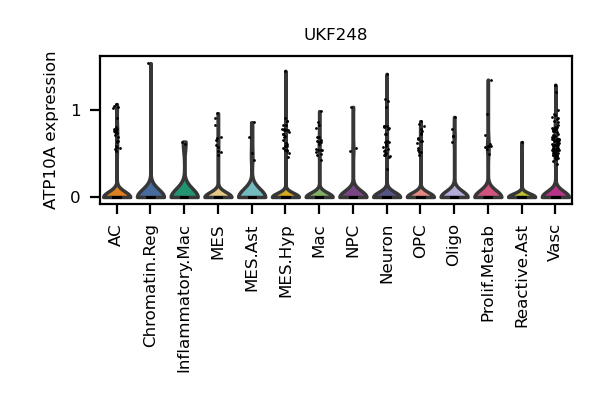 UKF248
ATP10A expression
1
0
AC
Chromatin.Reg
Inflammatory.Mac
MES
MES.Ast
MES.Hyp
Mac
NPC
Neuron
OPC
Oligo
Prolif.Metab
Reactive.Ast
Vasc